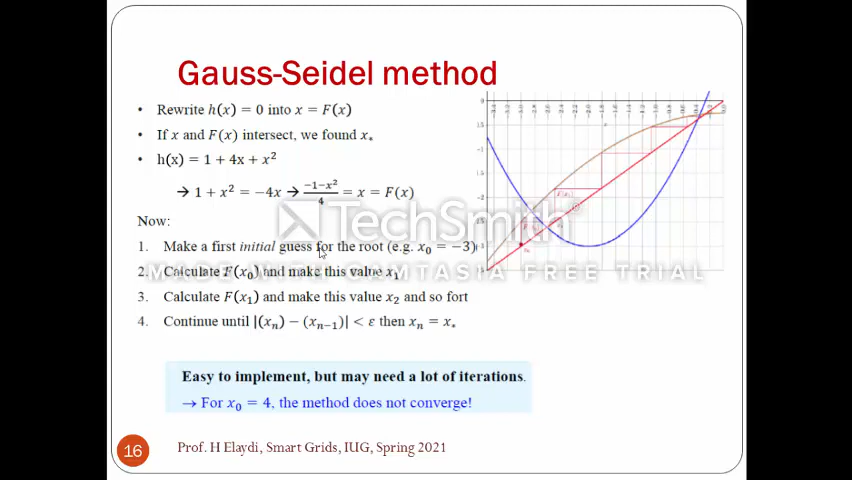 Gauss-Seidel method
• Rewrite h(x) = 0 into x = F(x)
• If x and F(x) intersect, we found x∗
• h(x) = 1 + 4x + x²
→ 1 + x² = −4x → (−1−x²)/4 = x = F(x)
Now:
1. Make a first initial guess for the root (e.g. x₀ = −3)
2. Calculate F(x₀) and make this value x₁
3. Calculate F(x₁) and make this value x₂ and so fort
4. Continue until |(xₙ) − (xₙ₋₁)| < ε then xₙ = x∗
TechSmith
MADE WITH CAMTASIA FREE TRIAL
Easy to implement, but may need a lot of iterations.
→ For x₀ = 4, the method does not converge!
16
Prof. H Elaydi, Smart Grids, IUG, Spring 2021